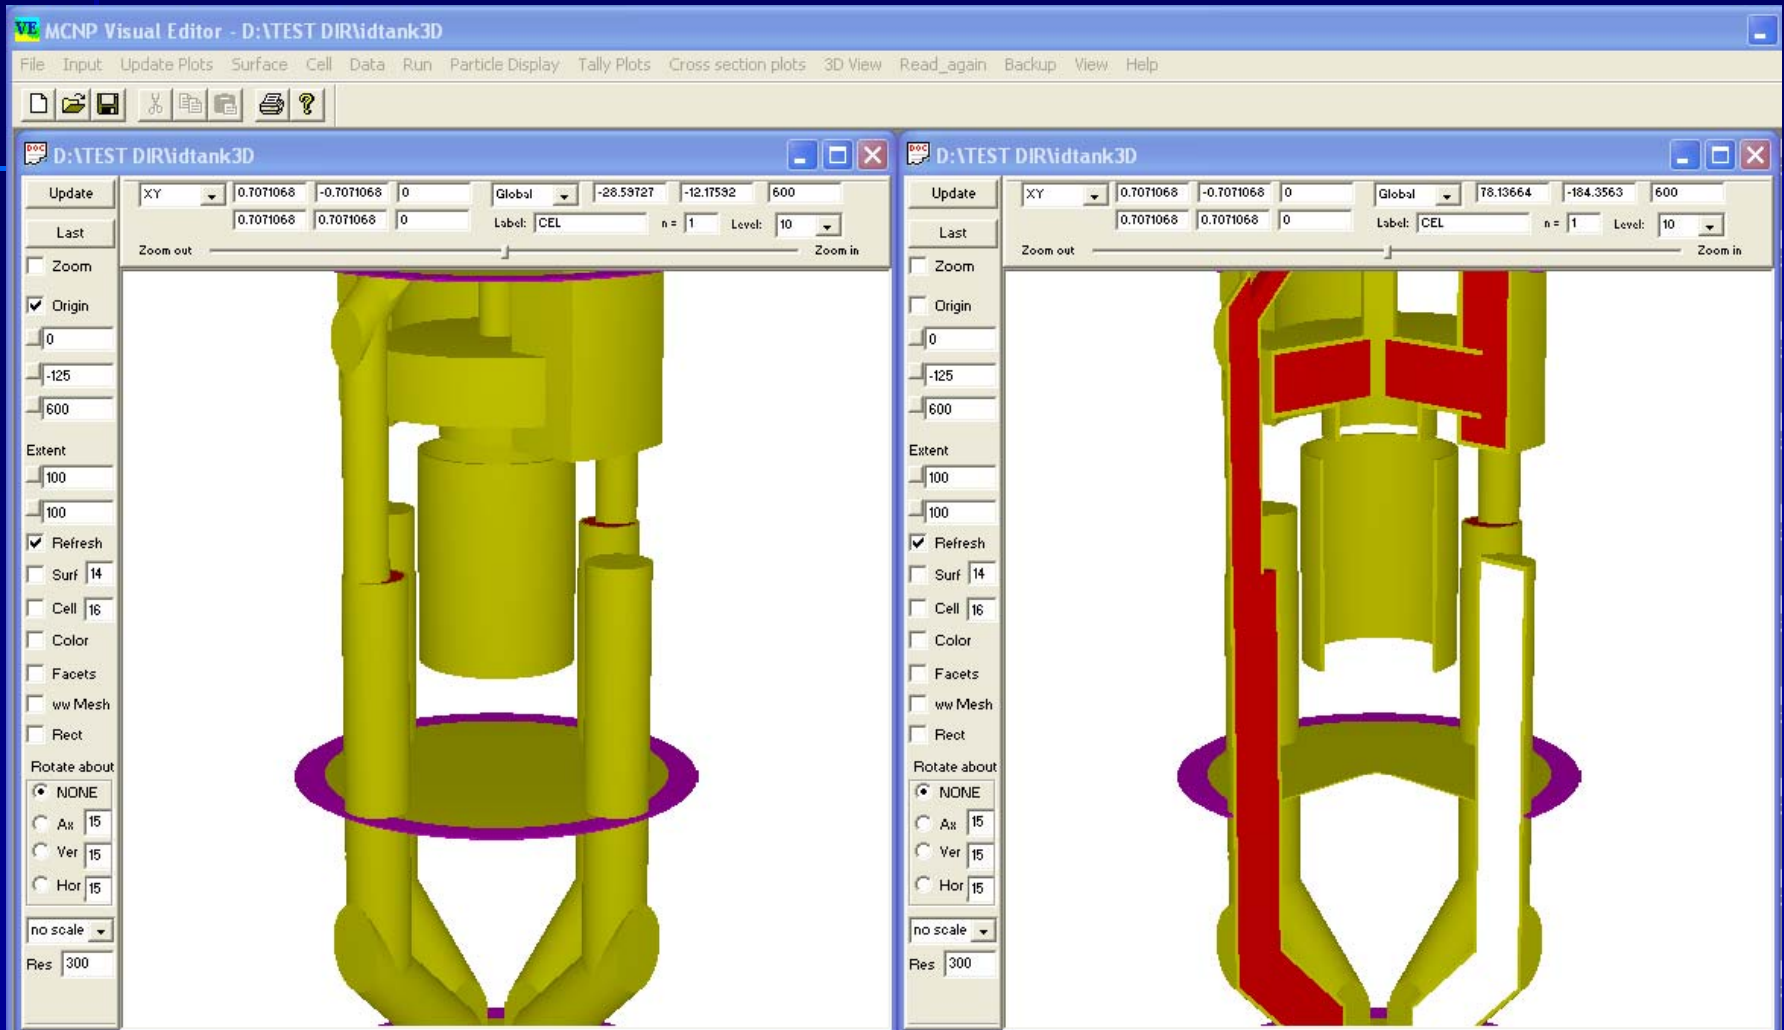 VE MCNP Visual Editor - D:\TEST DIR\idtank3D
File Input Update Plots Surface Cell Data Run Particle Display Tally Plots Cross section plots 3D View Read_again Backup View Help
DOC D:\TEST DIR\idtank3D
Update XY 0.7071068 -0.7071068 0 Global -28.59727 -12.17592 600
Last 0.7071068 0.7071068 0 Label: CEL n = 1 Level: 10
Zoom out Zoom in
Zoom
Origin
0
-125
600
Extent
100
100
Refresh
Surf 14
Cell 16
Color
Facets
ww Mesh
Rect
Rotate about
NONE
Ax 15
Ver 15
Hor 15
no scale
Res 300
DOC D:\TEST DIR\idtank3D
Update XY 0.7071068 -0.7071068 0 Global 78.13664 -184.3563 600
Last 0.7071068 0.7071068 0 Label: CEL n = 1 Level: 10
Zoom out Zoom in
Zoom
Origin
0
-125
600
Extent
100
100
Refresh
Surf 14
Cell 16
Color
Facets
ww Mesh
Rect
Rotate about
NONE
Ax 15
Ver 15
Hor 15
no scale
Res 300